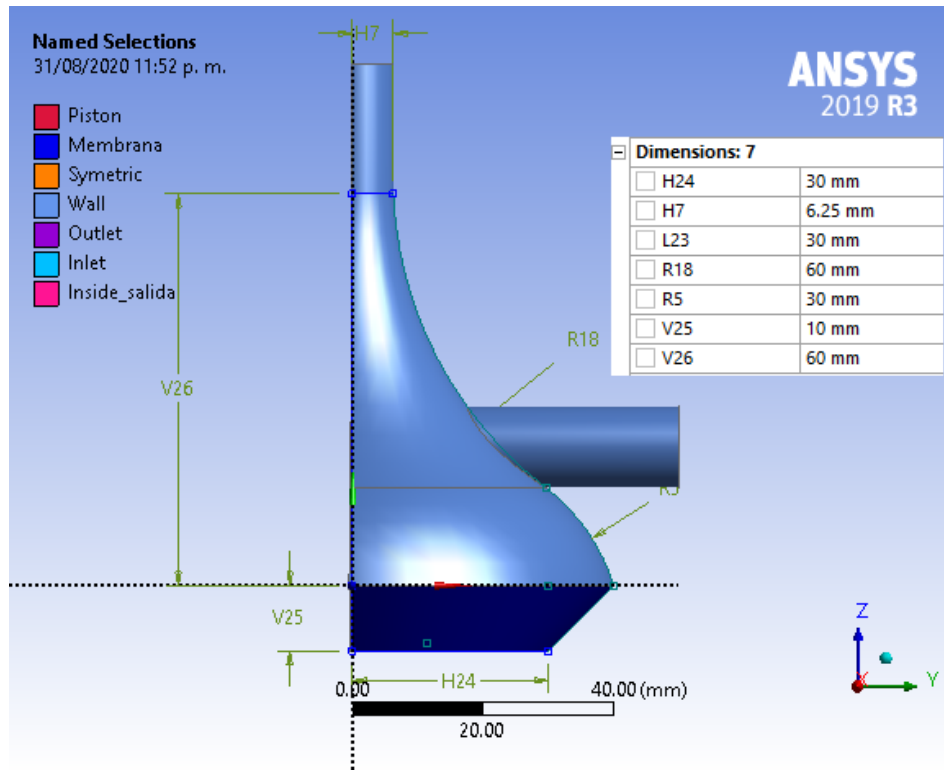 Named Selections
31/08/2020 11:52 p. m.
Piston
Membrana
Symetric
Wall
Outlet
Inlet
Inside_salida
H7
ANSYS
2019 R3
Dimensions: 7
H24 30 mm
H7 6.25 mm
L23 30 mm
R18 60 mm
R5 30 mm
V25 10 mm
V26 60 mm
R18
V26
V25
H24
0.00 40.00 (mm)
20.00
Z
Y
X